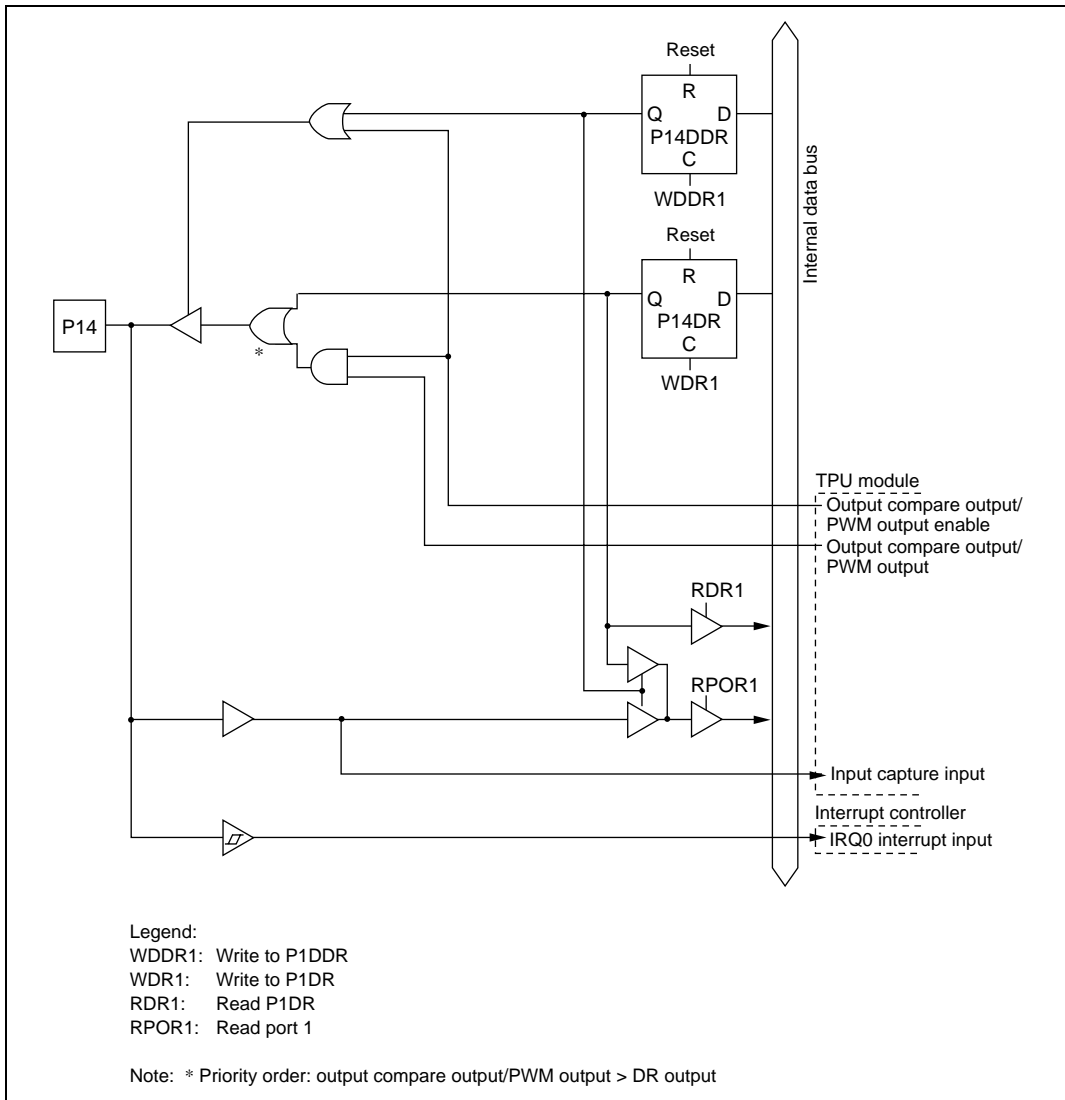 Reset
R
Q D
P14DDR
C
WDDR1
Reset
R
Q D
P14DR
C
WDR1
Internal data bus
P14
*
TPU module
Output compare output/
PWM output enable
Output compare output/
PWM output
RDR1
RPOR1
Input capture input
Interrupt controller
IRQ0 interrupt input
Legend:
WDDR1: Write to P1DDR
WDR1: Write to P1DR
RDR1: Read P1DR
RPOR1: Read port 1
Note: * Priority order: output compare output/PWM output > DR output